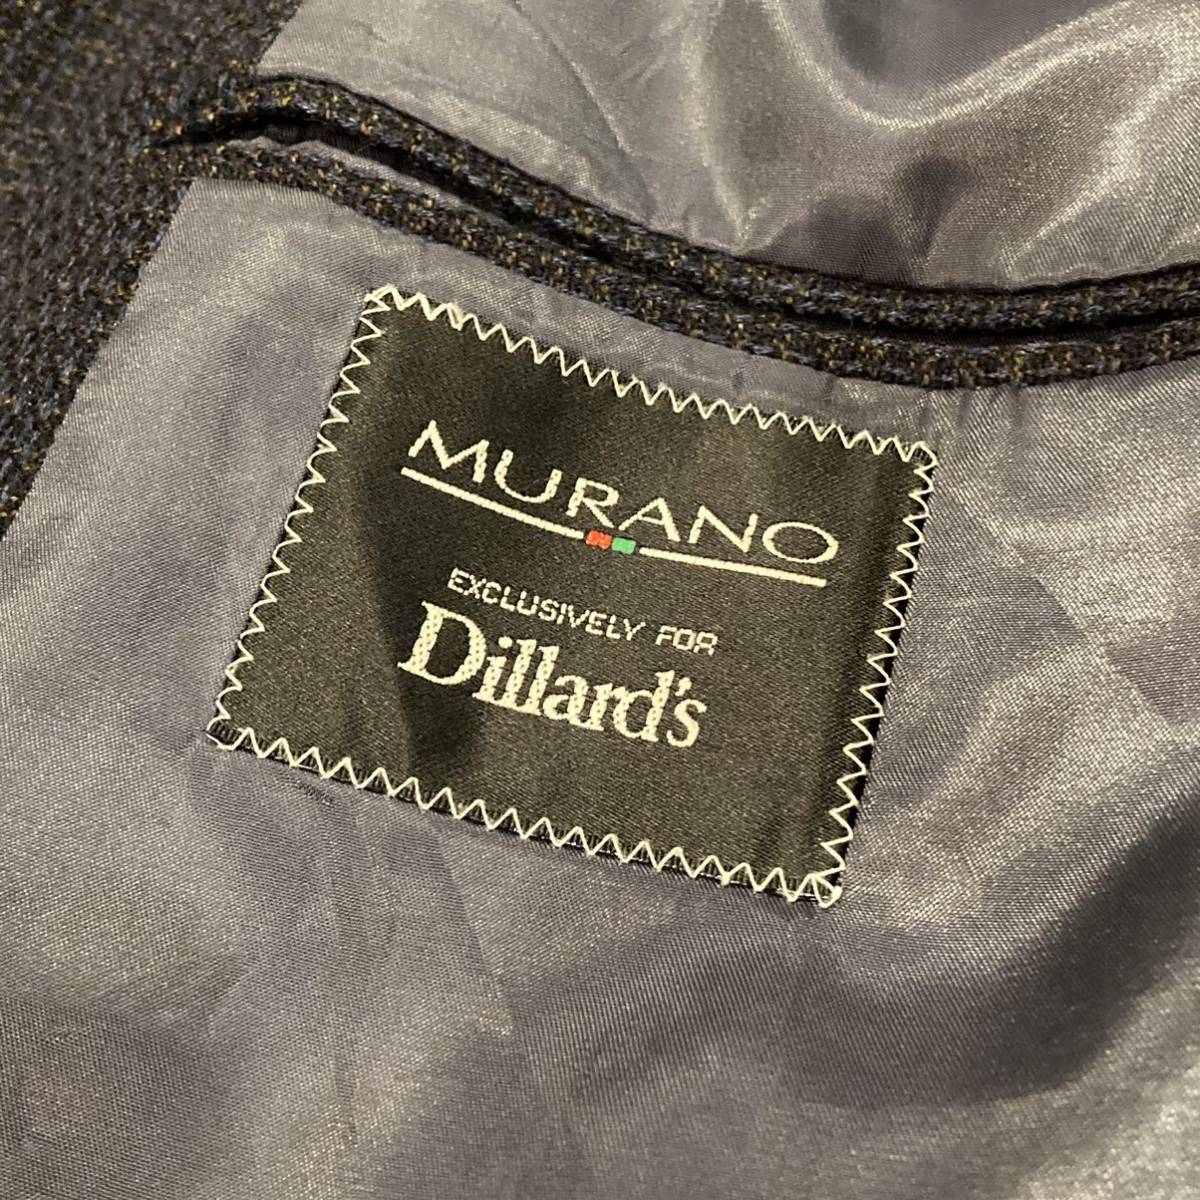 MURANO
EXCLUSIVELY FOR
Dillard's